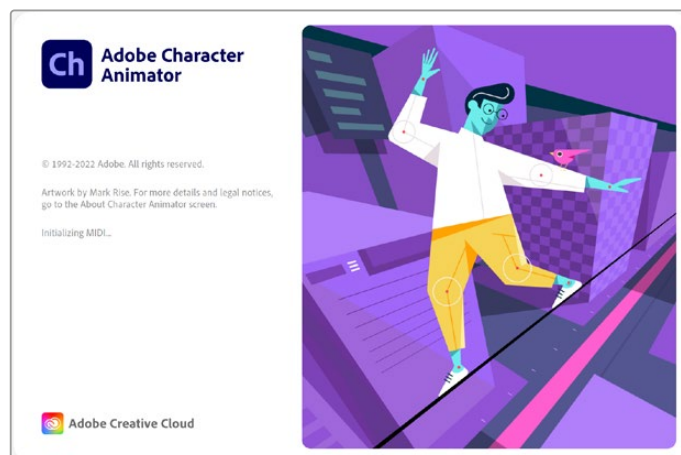 Ch
Adobe Character
Animator
© 1992-2022 Adobe. All rights reserved.
Artwork by Mark Rise. For more details and legal notices,
go to the About Character Animator screen.
Initializing MIDI...
Adobe Creative Cloud